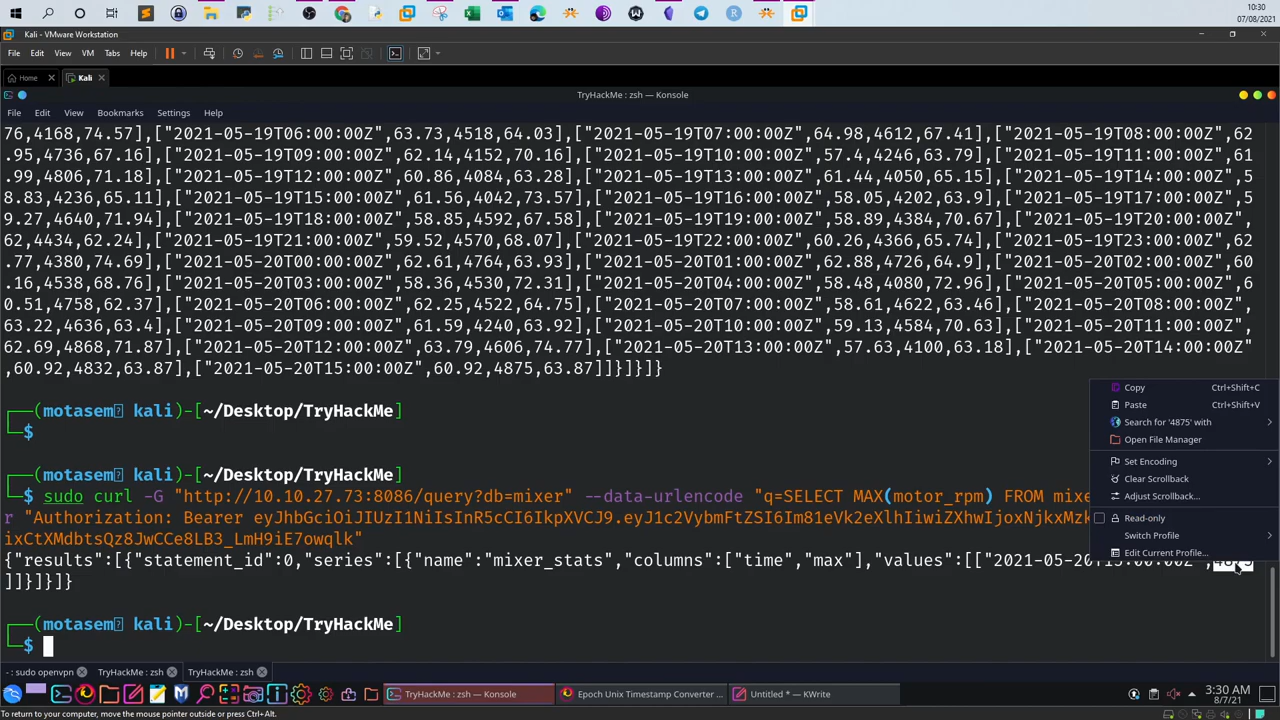 10:30
07/08/2021
Kali - VMware Workstation
File Edit View VM Tabs Help
Home Kali
TryHackMe : zsh — Konsole
File Edit View Bookmarks Settings Help
76,4168,74.57],["2021-05-19T06:00:00Z",63.73,4518,64.03],["2021-05-19T07:00:00Z",64.98,4612,67.41],["2021-05-19T08:00:00Z",62
.95,4736,67.16],["2021-05-19T09:00:00Z",62.14,4152,70.16],["2021-05-19T10:00:00Z",57.4,4246,63.79],["2021-05-19T11:00:00Z",61
.99,4806,71.18],["2021-05-19T12:00:00Z",60.86,4084,63.28],["2021-05-19T13:00:00Z",61.44,4050,65.15],["2021-05-19T14:00:00Z",5
8.83,4236,65.11],["2021-05-19T15:00:00Z",61.56,4042,73.57],["2021-05-19T16:00:00Z",58.05,4202,63.9],["2021-05-19T17:00:00Z",5
9.27,4640,71.94],["2021-05-19T18:00:00Z",58.85,4592,67.58],["2021-05-19T19:00:00Z",58.89,4384,70.67],["2021-05-19T20:00:00Z",
62,4434,62.24],["2021-05-19T21:00:00Z",59.52,4570,68.07],["2021-05-19T22:00:00Z",60.26,4366,65.74],["2021-05-19T23:00:00Z",62
.77,4380,74.69],["2021-05-20T00:00:00Z",62.61,4764,63.93],["2021-05-20T01:00:00Z",62.88,4726,64.9],["2021-05-20T02:00:00Z",60
.16,4538,68.76],["2021-05-20T03:00:00Z",58.36,4530,72.31],["2021-05-20T04:00:00Z",58.48,4080,72.96],["2021-05-20T05:00:00Z",6
0.51,4758,62.37],["2021-05-20T06:00:00Z",62.25,4522,64.75],["2021-05-20T07:00:00Z",58.61,4622,63.46],["2021-05-20T08:00:00Z",
63.22,4636,63.4],["2021-05-20T09:00:00Z",61.59,4240,63.92],["2021-05-20T10:00:00Z",59.13,4584,70.63],["2021-05-20T11:00:00Z",
62.69,4868,71.87],["2021-05-20T12:00:00Z",63.79,4606,74.77],["2021-05-20T13:00:00Z",57.63,4100,63.18],["2021-05-20T14:00:00Z"
,60.92,4832,63.87],["2021-05-20T15:00:00Z",60.92,4875,63.87]]}]}]}
(motasem kali)-[~/Desktop/TryHackMe]
$
(motasem kali)-[~/Desktop/TryHackMe]
$ sudo curl -G "http://10.10.27.73:8086/query?db=mixer" --data-urlencode "q=SELECT MAX(motor_rpm) FROM mixe
r "Authorization: Bearer eyJhbGciOiJIUzI1NiIsInR5cCI6IkpXVCJ9.eyJ1c2VybmFtZSI6Im81eVk2eXlhIiwiZXhwIjoxNjkxMzk
ixCtXMdbtsQz8JwCCe8LB3_LmH9iE7owqlk"
{"results":[{"statement_id":0,"series":[{"name":"mixer_stats","columns":["time","max"],"values":[["2021-05-20T15:00:00Z",4875
]]}]}]}
(motasem kali)-[~/Desktop/TryHackMe]
$
Copy Ctrl+Shift+C
Paste Ctrl+Shift+V
Search for '4875' with
Open File Manager
Set Encoding
Clear Scrollback
Adjust Scrollback...
Read-only
Switch Profile
Edit Current Profile...
- : sudo openvpn TryHackMe : zsh TryHackMe : zsh
TryHackMe : zsh — Konsole Epoch Unix Timestamp Converter ... Untitled * — KWrite 3:30 AM
8/7/21
To return to your computer, move the mouse pointer outside or press Ctrl+Alt.